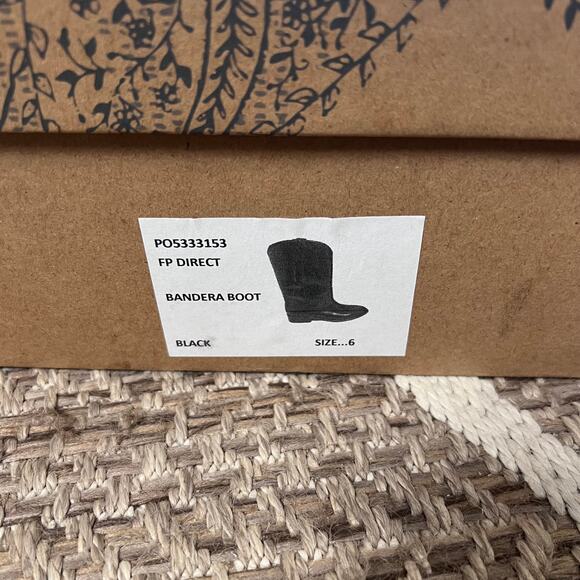 PO5333153
FP DIRECT
BANDERA BOOT
BLACK SIZE...6